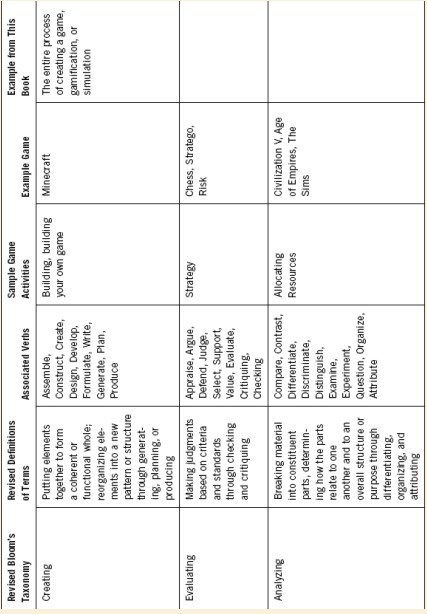 Revised Bloom's
Taxonomy
Revised Definitions
of Terms
Associated Verbs
Sample Game
Activities
Example Game
Example from This
Book
Creating
Putting elements
together to form
a coherent or
functional whole;
reorganizing ele-
ments into a new
pattern or structure
through generat-
ing, planning, or
producing
Assemble,
Construct, Create,
Design, Develop,
Formulate, Write,
Generate, Plan,
Produce
Building, building
your own game
Minecraft
The entire process
of creating a game,
gamification, or
simulation
Evaluating
Making judgments
based on criteria
and standards
through checking
and critiquing
Appraise, Argue,
Defend, Judge,
Select, Support,
Value, Evaluate,
Critiquing,
Checking
Strategy
Chess, Stratego,
Risk
Analyzing
Breaking material
into constituent
parts, determin-
ing how the parts
relate to one
another and to an
overall structure or
purpose through
differentiating,
organizing, and
attributing
Compare, Contrast,
Differentiate,
Discriminate,
Distinguish,
Examine,
Experiment,
Question, Organize,
Attribute
Allocating
Resources
Civilization V, Age
of Empires, The
Sims